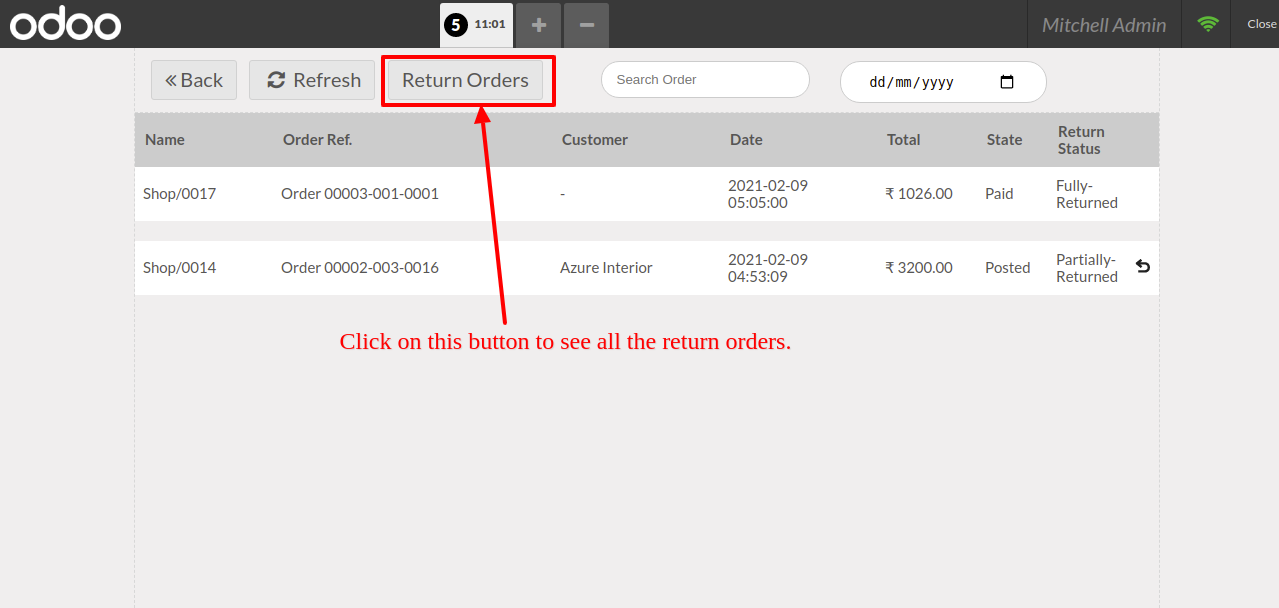 odoo
5 11:01
Mitchell Admin
Close
Back
Refresh
Return Orders
Search Order
dd/mm/yyyy
Name Order Ref. Customer Date Total State Return
Status
Shop/0017 Order 00003-001-0001 - 2021-02-09 ₹ 1026.00 Paid Fully-
05:05:00 Returned
Shop/0014 Order 00002-003-0016 Azure Interior 2021-02-09 ₹ 3200.00 Posted Partially-
04:53:09 Returned
Click on this button to see all the return orders.